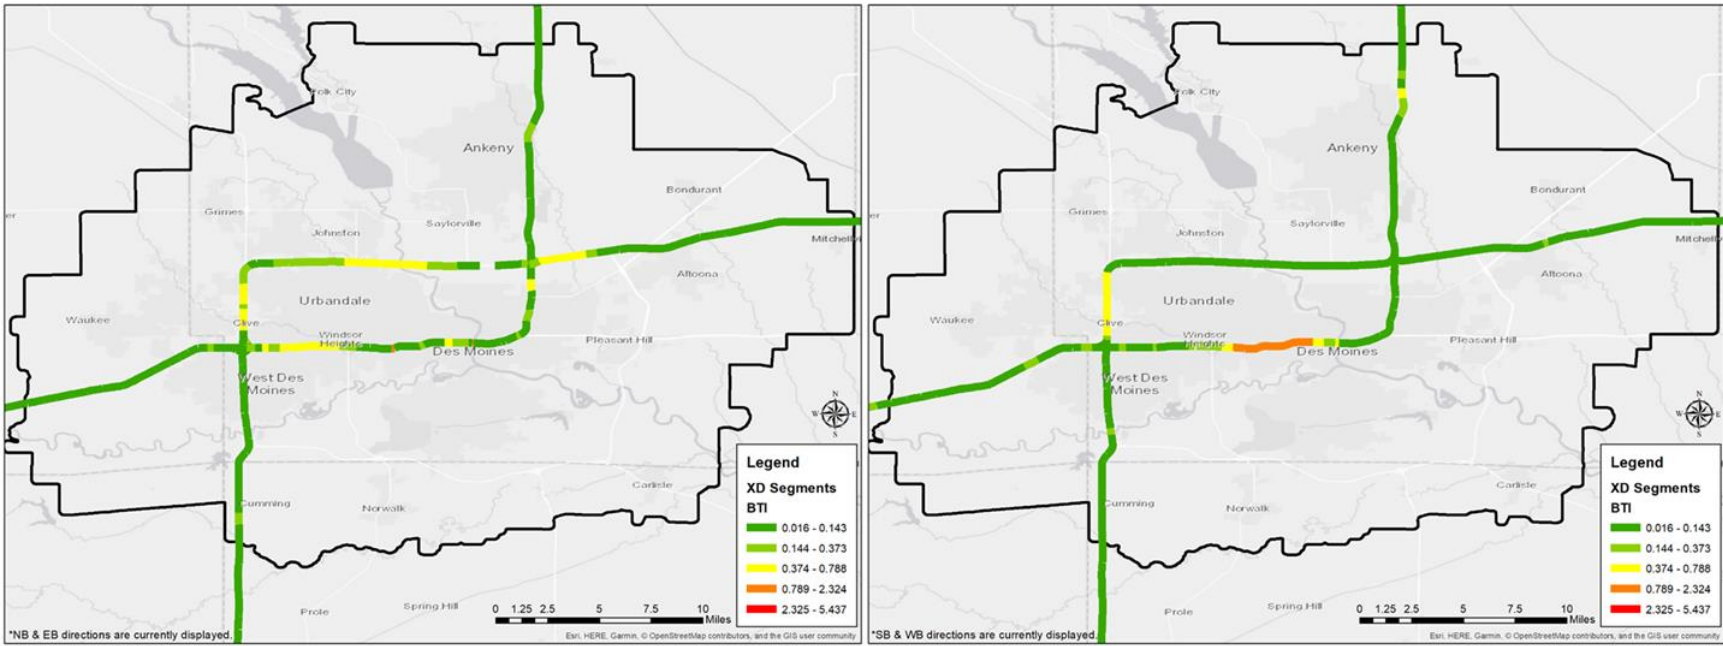 Polk City
Ankeny
Bondurant
Grimes
er
Saylorville
Johnston
Mitchellv
Altoona
Urbandale
Waukee
Clive
Windsor
Heights
Pleasant Hill
Des Moines
West Des
Moines
N
W E
S
Legend
XD Segments
BTI
0.016 - 0.143
0.144 - 0.373
0.374 - 0.788
0.789 - 2.324
2.325 - 5.437
Carlisle
Cumming
Norwalk
Prole
Spring Hill
0 1.25 2.5 5 7.5 10
Miles
*NB & EB directions are currently displayed.
Esri, HERE, Garmin, © OpenStreetMap contributors, and the GIS user community
Polk City
Ankeny
Bondurant
Grimes
er
Saylorville
Johnston
Mitchellv
Altoona
Urbandale
Waukee
Clive
Windsor
Heights
Pleasant Hill
Des Moines
West Des
Moines
N
W E
S
Legend
XD Segments
BTI
0.016 - 0.143
0.144 - 0.373
0.374 - 0.788
0.789 - 2.324
2.325 - 5.437
Carlisle
Cumming
Norwalk
Prole
Spring Hill
0 1.25 2.5 5 7.5 10
Miles
*SB & WB directions are currently displayed.
Esri, HERE, Garmin, © OpenStreetMap contributors, and the GIS user community